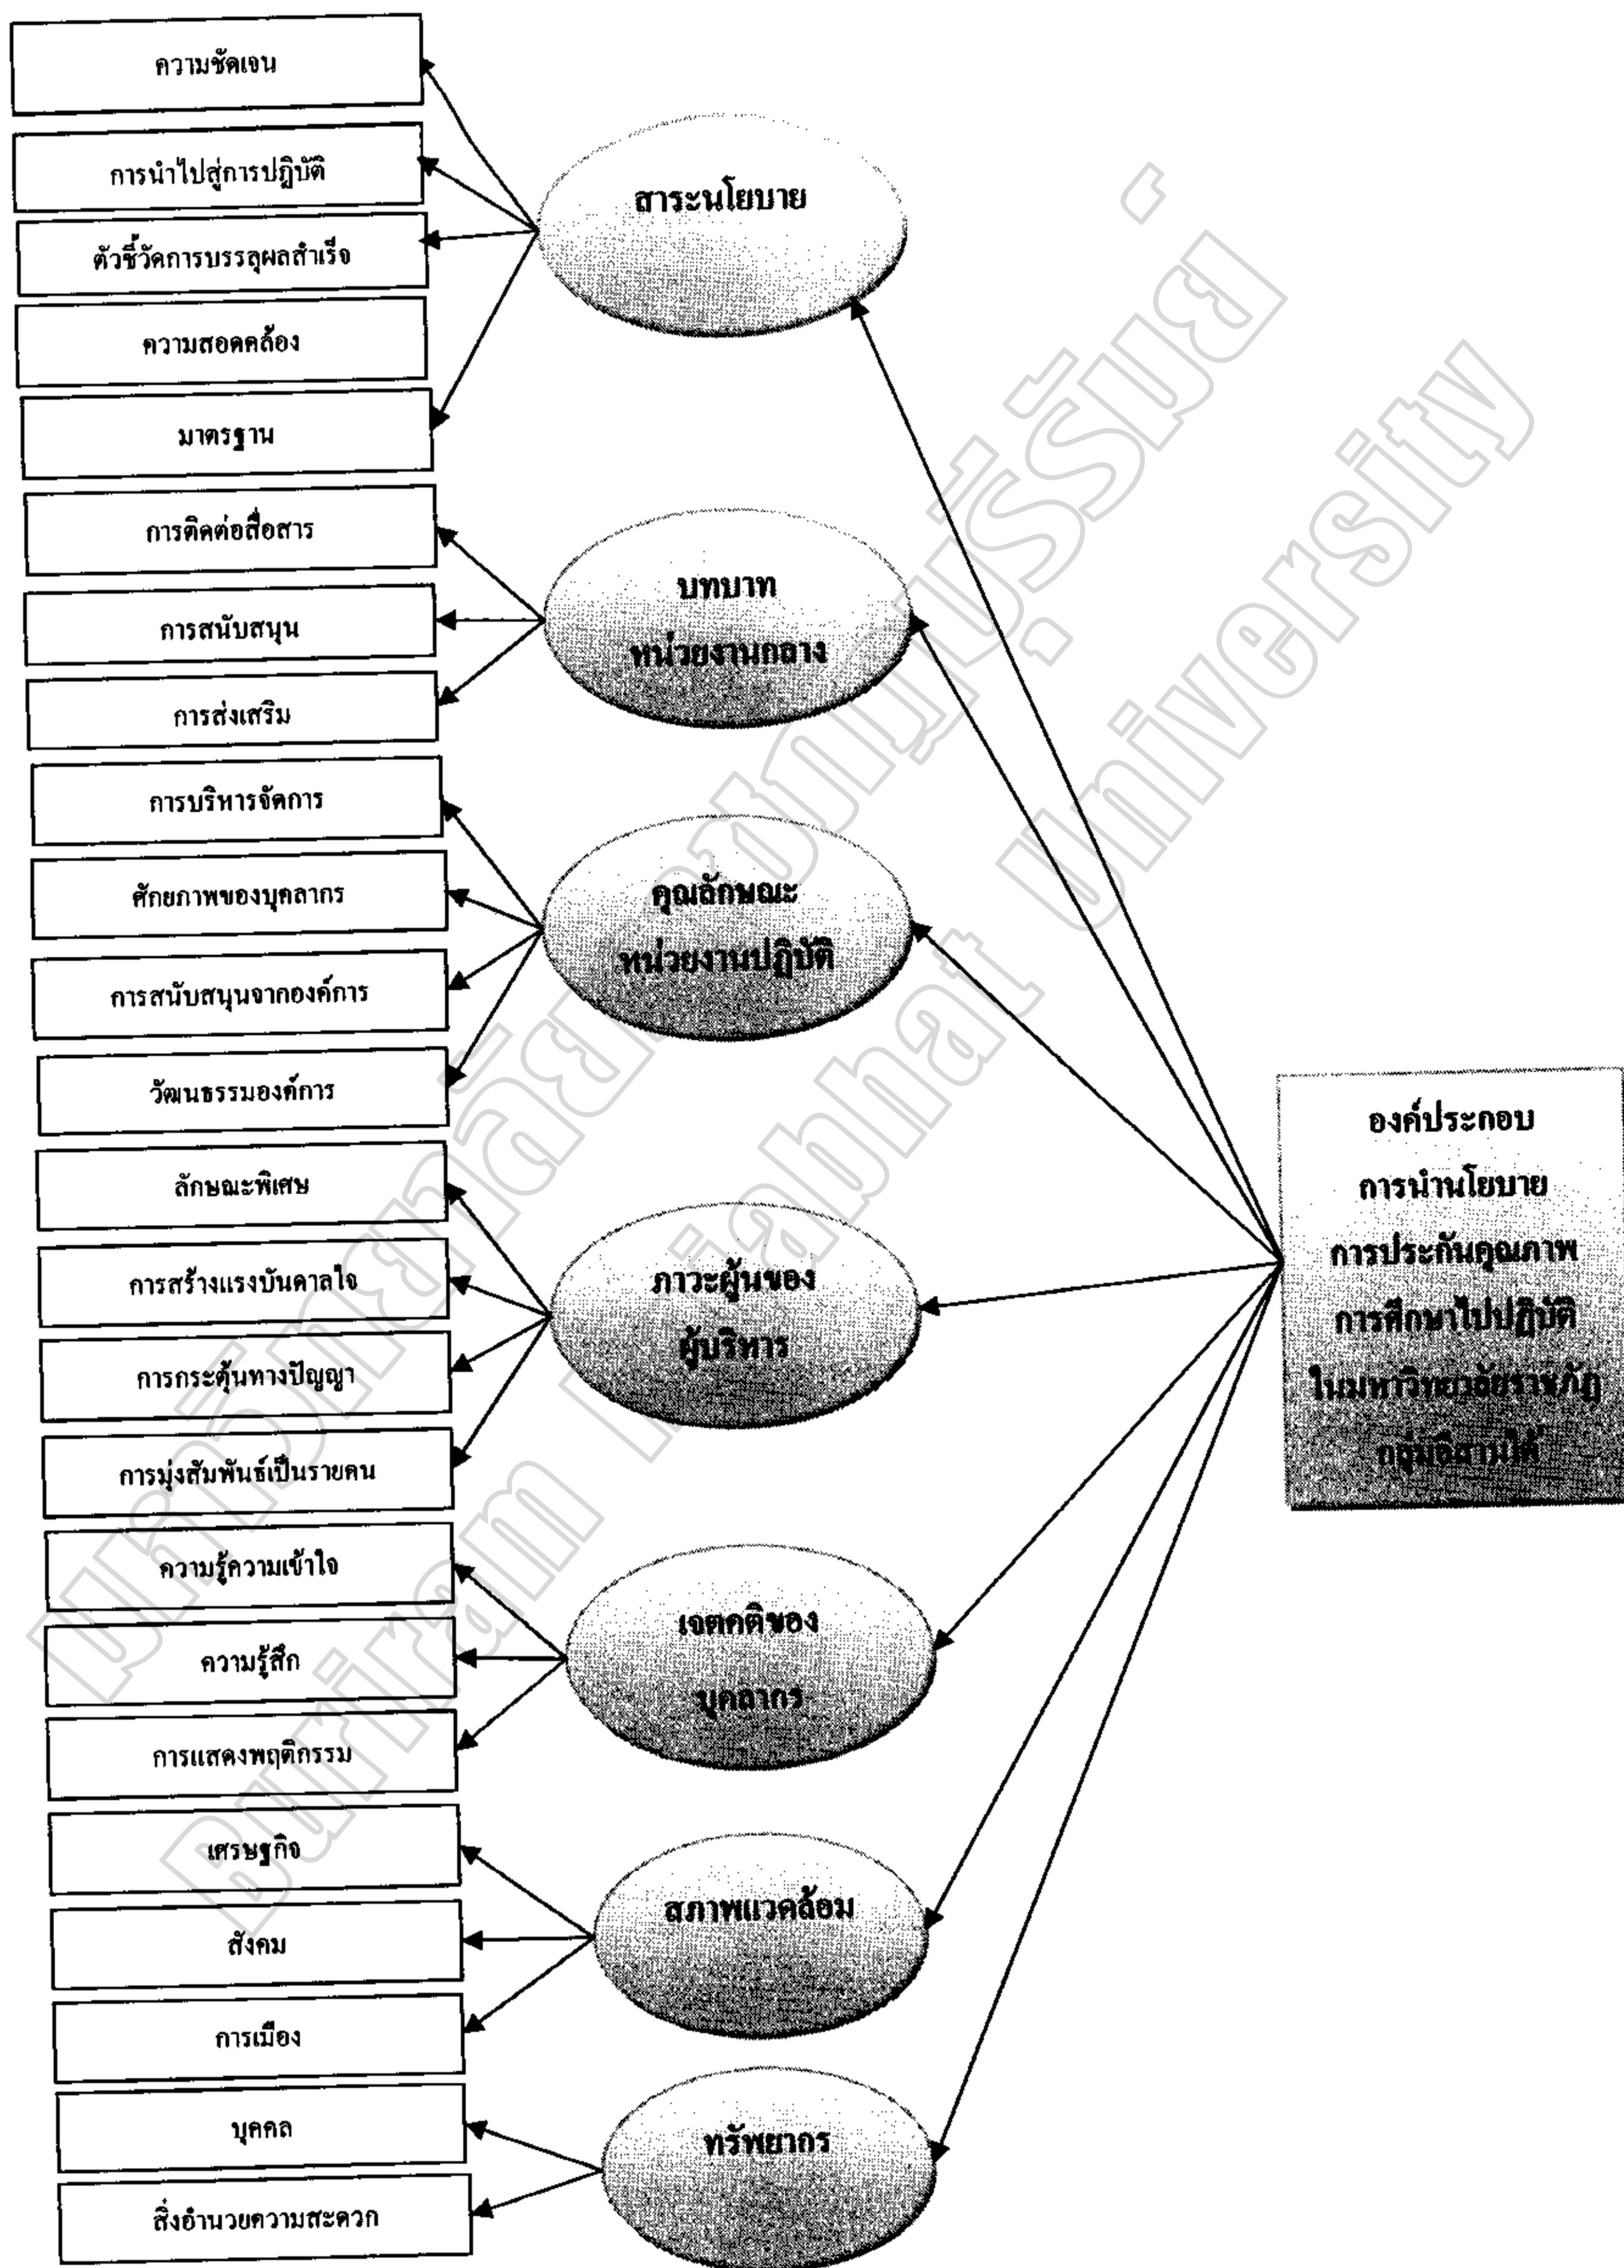 ความชัดเจน
การนำไปสู่การปฏิบัติ
ตัวชี้วัดการบรรลุผลสำเร็จ
ความสอดคล้อง
มาตรฐาน
สาระนโยบาย
การติดต่อสื่อสาร
การสนับสนุน
การส่งเสริม
บทบาท
หน่วยงานกลาง
การบริหารจัดการ
ศักยภาพของบุคลากร
การสนับสนุนจากองค์การ
วัฒนธรรมองค์การ
คุณลักษณะ
หน่วยงานปฏิบัติ
ลักษณะพิเศษ
การสร้างแรงบันดาลใจ
การกระตุ้นทางปัญญา
การมุ่งสัมพันธ์เป็นรายคน
ภาวะผู้นของ
ผู้บริหาร
ความรู้ความเข้าใจ
ความรู้สึก
การแสดงพฤติกรรม
เจตคติของ
บุคลากร
เศรษฐกิจ
สังคม
การเมือง
สภาพแวดล้อม
บุคคล
สิ่งอำนวยความสะดวก
ทรัพยากร
องค์ประกอบ
การนำนโยบาย
การประกันคุณภาพ
การศึกษาไปปฏิบัติ
ในมหาวิทยาลัยราชภัฏ
กลุ่มอีสานใต้
มหาวิทยาลัยราชภัฏบุรีรัมย์
Buriram Rajabhat University